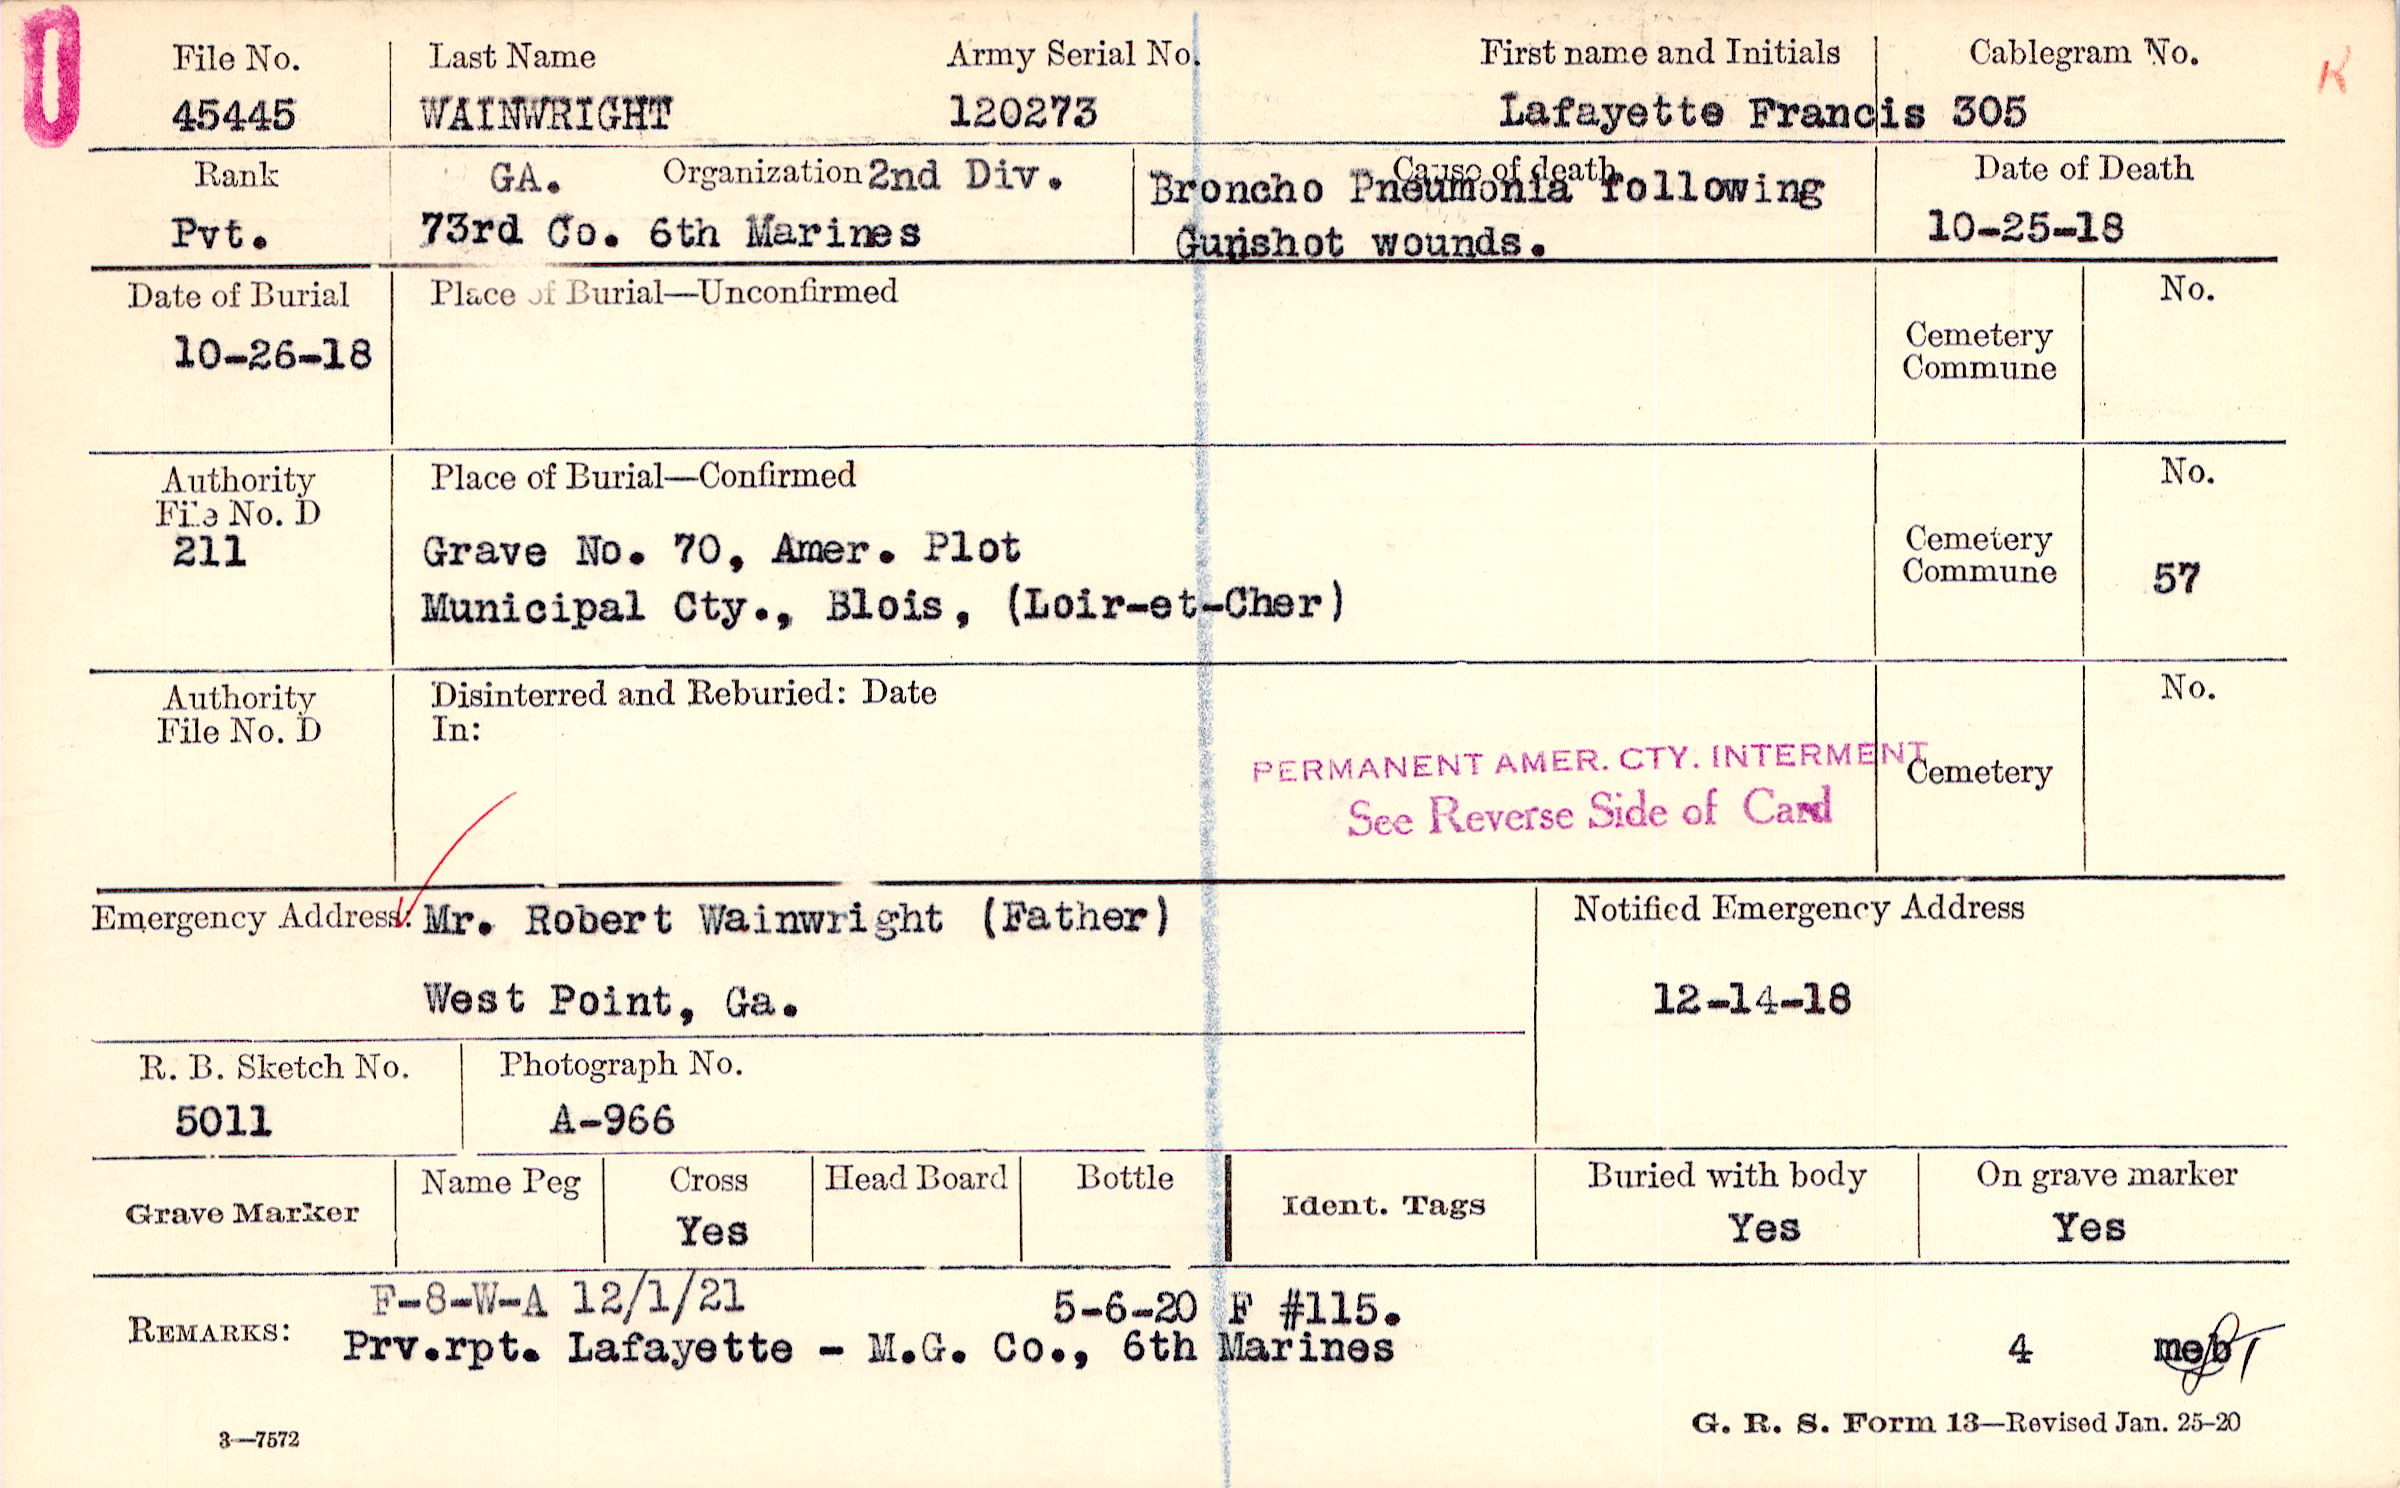 File No. Last Name Army Serial No. First name and Initials Cablegram No. K
45445 WAINWRIGHT 120273 Lafayette Francis 305
Rank GA. Organization 2nd Div. Cause of death Date of Death
Broncho Pneumonia following
Pvt. 73rd Co. 6th Marines Gunshot wounds. 10-25-18
Date of Burial Place of Burial—Unconfirmed No.
10-26-18 Cemetery
Commune
Authority Place of Burial—Confirmed No.
File No. D
211 Grave No. 70, Amer. Plot Cemetery
Commune 57
Municipal Cty., Blois, (Loir-et-Cher)
Authority Disinterred and Reburied: Date No.
File No. D In:
PERMANENT AMER. CTY. INTERMENT Cemetery
See Reverse Side of Card
Emergency Address: Mr. Robert Wainwright (Father) Notified Emergency Address
West Point, Ga. 12-14-18
R. B. Sketch No. Photograph No.
5011 A-966
Grave Marker Name Peg Cross Head Board Bottle Ident. Tags Buried with body On grave marker
Yes Yes Yes
F-8-W-A 12/1/21 5-6-20 F #115.
REMARKS: Prv.rpt. Lafayette - M.G. Co., 6th Marines 4 meb
3—7572 G. R. S. Form 13—Revised Jan. 25-20